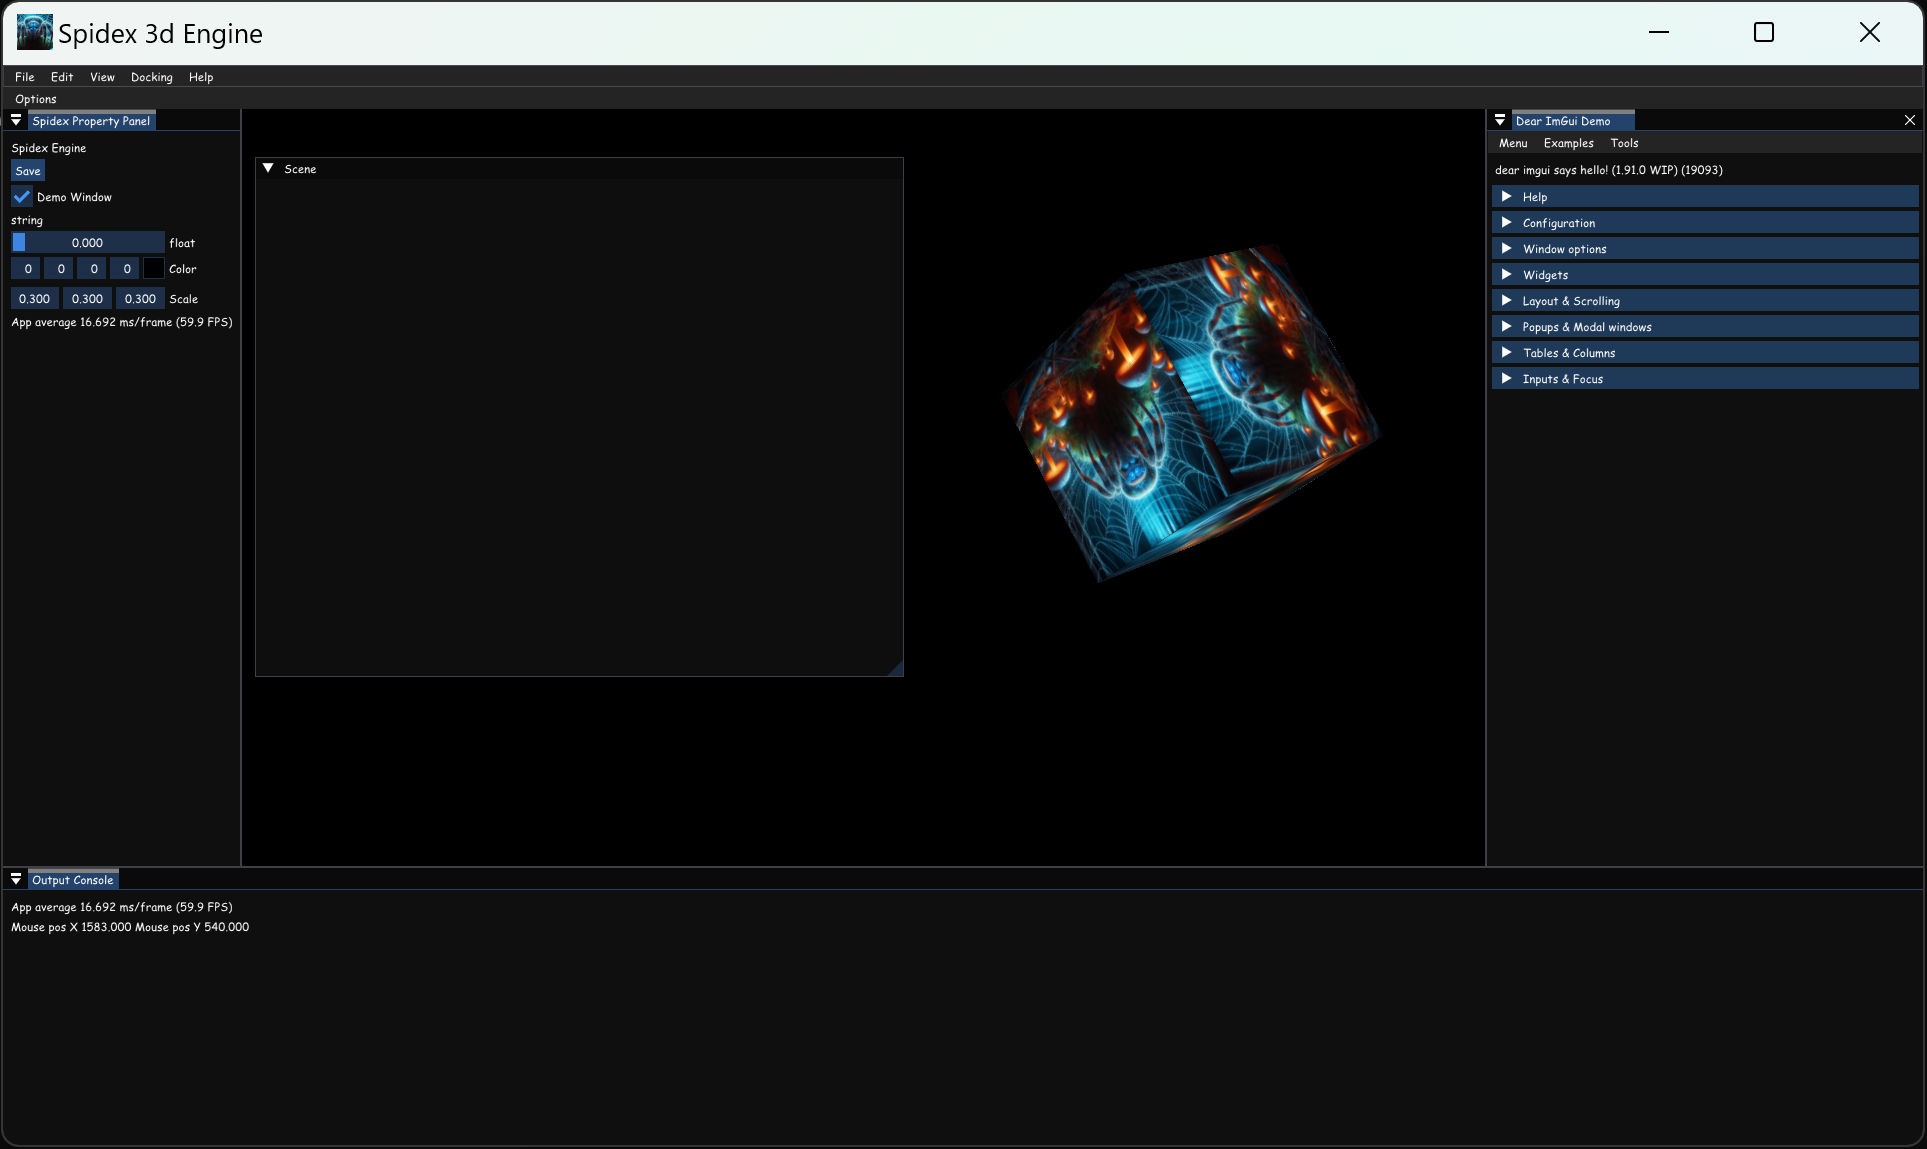 Spidex 3d Engine
File Edit View Docking Help
Options
Spidex Property Panel
Spidex Engine
Save
Demo Window
string
0.000 float
0 0 0 0 Color
0.300 0.300 0.300 Scale
App average 16.692 ms/frame (59.9 FPS)
Scene
Dear ImGui Demo
Menu Examples Tools
dear imgui says hello! (1.91.0 WIP) (19093)
Help
Configuration
Window options
Widgets
Layout & Scrolling
Popups & Modal windows
Tables & Columns
Inputs & Focus
Output Console
App average 16.692 ms/frame (59.9 FPS)
Mouse pos X 1583.000 Mouse pos Y 540.000